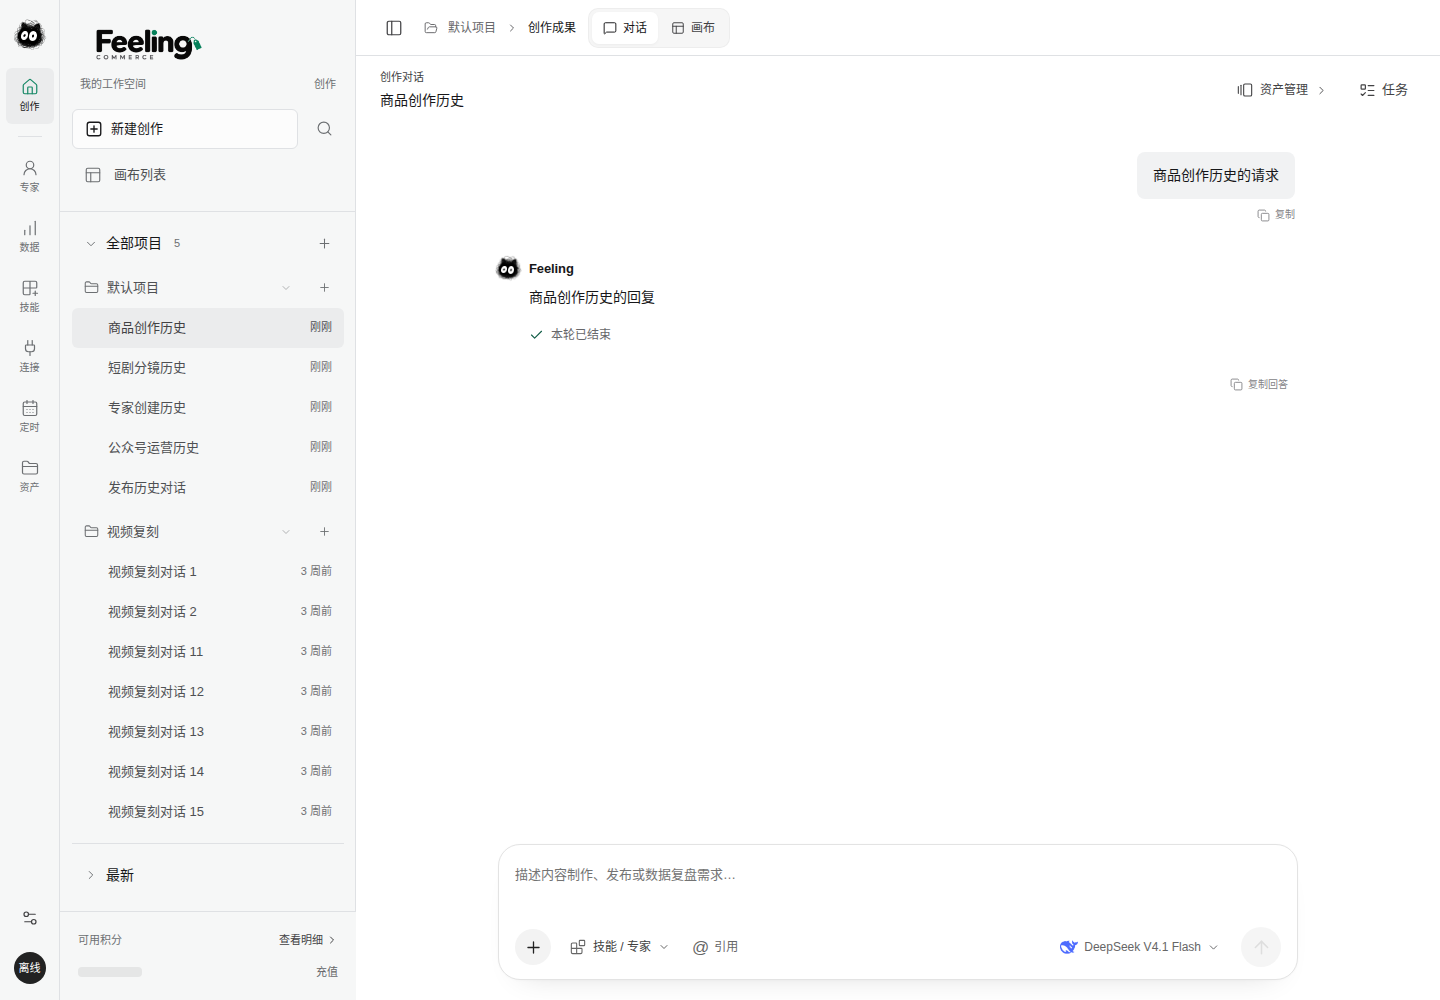 创作
专家
数据
技能
连接
定时
资产
离线
Feeling
COMMERCE
我的工作空间 创作
新建创作
画布列表
全部项目 5
默认项目
商品创作历史 刚刚
短剧分镜历史 刚刚
专家创建历史 刚刚
公众号运营历史 刚刚
发布历史对话 刚刚
视频复刻
视频复刻对话 1 3 周前
视频复刻对话 2 3 周前
视频复刻对话 11 3 周前
视频复刻对话 12 3 周前
视频复刻对话 13 3 周前
视频复刻对话 14 3 周前
视频复刻对话 15 3 周前
最新
可用积分 查看明细
充值
默认项目 创作成果 对话 画布
创作对话
商品创作历史
资产管理 任务
商品创作历史的请求
复制
Feeling
商品创作历史的回复
本轮已结束
复制回答
描述内容制作、发布或数据复盘需求…
技能 / 专家 @ 引用 DeepSeek V4.1 Flash